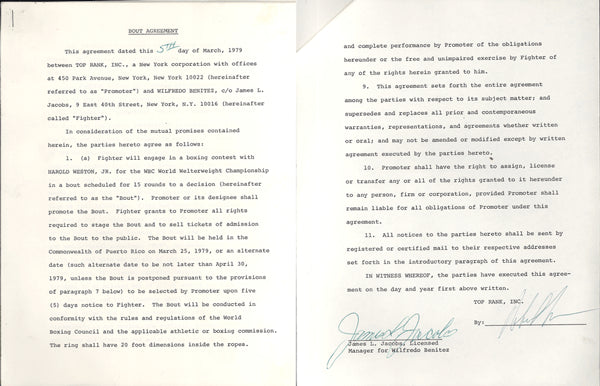 BOUT AGREEMENT
This agreement dated this 5TH day of March, 1979
between TOP RANK, INC., a New York corporation with offices
at 450 Park Avenue, New York, New York 10022 (hereinafter
referred to as "Promoter") and WILFREDO BENITEZ, c/o James L.
Jacobs, 9 East 40th Street, New York, N.Y. 10016 (hereinafter
called "Fighter").
In consideration of the mutual promises contained
herein, the parties hereto agree as follows:
1. (a) Fighter will engage in a boxing contest with
HAROLD WESTON, JR. for the WBC World Welterweight Championship
in a bout scheduled for 15 rounds to a decision (hereinafter
referred to as the "Bout"). Promoter or its designee shall
promote the Bout. Fighter grants to Promoter all rights
required to stage the Bout and to sell tickets of admission
to the Bout to the public. The Bout will be held in the
Commonwealth of Puerto Rico on March 25, 1979, or an alternate
date (such alternate date to be not later than April 30,
1979, unless the Bout is postponed pursuant to the provisions
of paragraph 7 below) to be selected by Promoter upon five
(5) days notice to Fighter. The Bout will be conducted in
conformity with the rules and regulations of the World
Boxing Council and the applicable athletic or boxing commission.
The ring shall have 20 foot dimensions inside the ropes.
and complete performance by Promoter of the obligations
hereunder or the free and unimpaired exercise by Fighter of
any of the rights herein granted to him.
9. This agreement sets forth the entire agreement
among the parties with respect to its subject matter; and
supersedes and replaces all prior and contemporaneous
warranties, representations, and agreements whether written
or oral; and may not be amended or modified except by written
agreement executed by the parties hereto.
10. Promoter shall have the right to assign, license
or transfer any or all of the rights granted to it hereunder
to any person, firm or corporation, provided Promoter shall
remain liable for all obligations of Promoter under this
agreement.
11. All notices to the parties hereto shall be sent by
registered or certified mail to their respective addresses
set forth in the introductory paragraph of this agreement.
IN WITNESS WHEREOF, the parties have executed this agree-
ment on the day and year first above written.
TOP RANK, INC.
By:
James L. Jacobs
James L. Jacobs, Licensed
Manager for Wilfredo Benitez